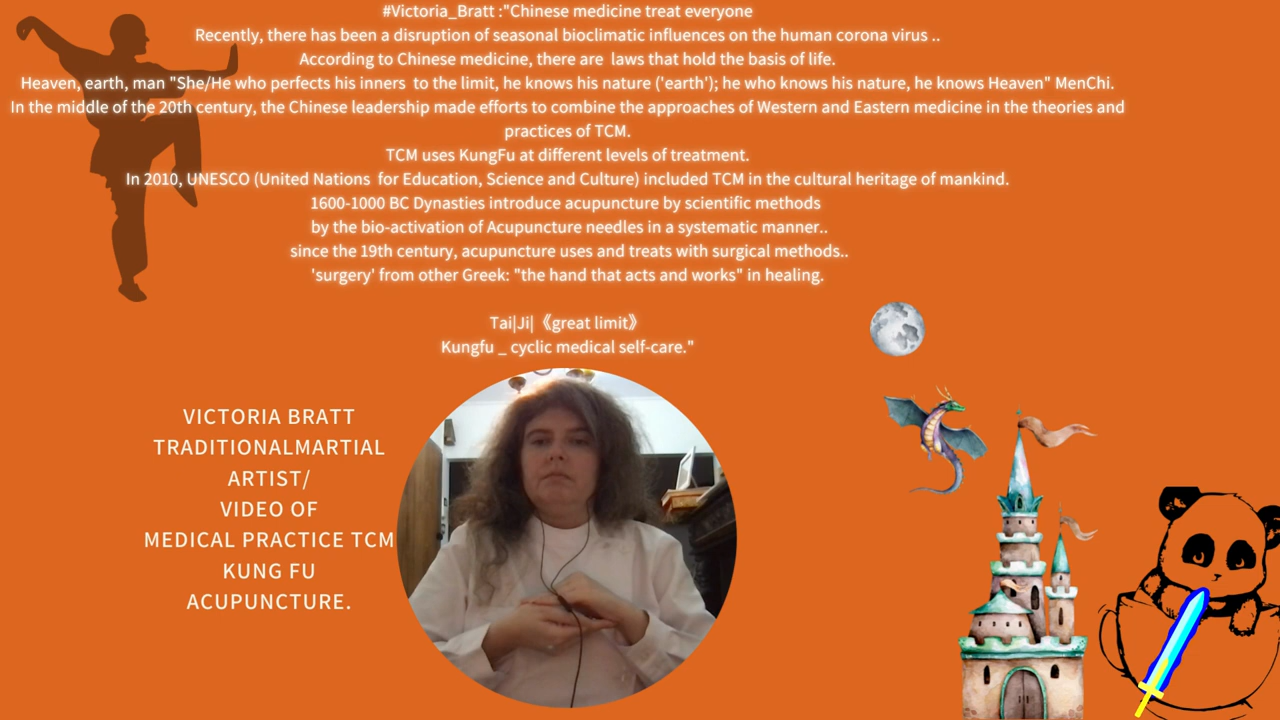 #Victoria_Bratt :"Chinese medicine treat everyone
Recently, there has been a disruption of seasonal bioclimatic influences on the human corona virus ..
According to Chinese medicine, there are laws that hold the basis of life.
Heaven, earth, man "She/He who perfects his inners to the limit, he knows his nature ('earth'); he who knows his nature, he knows Heaven" MenChi.
In the middle of the 20th century, the Chinese leadership made efforts to combine the approaches of Western and Eastern medicine in the theories and
practices of TCM.
TCM uses KungFu at different levels of treatment.
In 2010, UNESCO (United Nations for Education, Science and Culture) included TCM in the cultural heritage of mankind.
1600-1000 BC Dynasties introduce acupuncture by scientific methods
by the bio-activation of Acupuncture needles in a systematic manner..
since the 19th century, acupuncture uses and treats with surgical methods..
'surgery' from other Greek: "the hand that acts and works" in healing.
Tai|Ji|《great limit》
Kungfu _ cyclic medical self-care."
VICTORIA BRATT
TRADITIONALMARTIAL
ARTIST/
VIDEO OF
MEDICAL PRACTICE TCM
KUNG FU
ACUPUNCTURE.